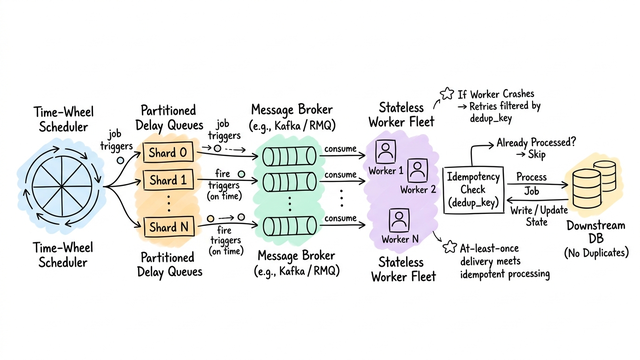 Time-Wheel
Scheduler
job
triggers
Time-Wheel
Scheduler
Partitioned
Delay Queues
Shard 0
Shard 1
Shard N
Partitioned
Delay Queues
job
triggers
fire
triggers
(on time)
fire
triggers
(on time)
Message Broker
(e.g., Kafka / RMQ)
Message Broker
(e.g., Kafka / RMQ)
consume
consume
consume
Stateless
Worker Fleet
Worker 1
Worker 2
Worker N
Stateless
Worker Fleet
If Worker Crashes
→ Retries filtered by
dedup_key
Already Processed?
→ Skip
Idempotency
Check
(dedup_key)
Process
Job
Write / Update
State
At-least-once
delivery meets
idempotent processing
Downstream
DB
(No Duplicates)